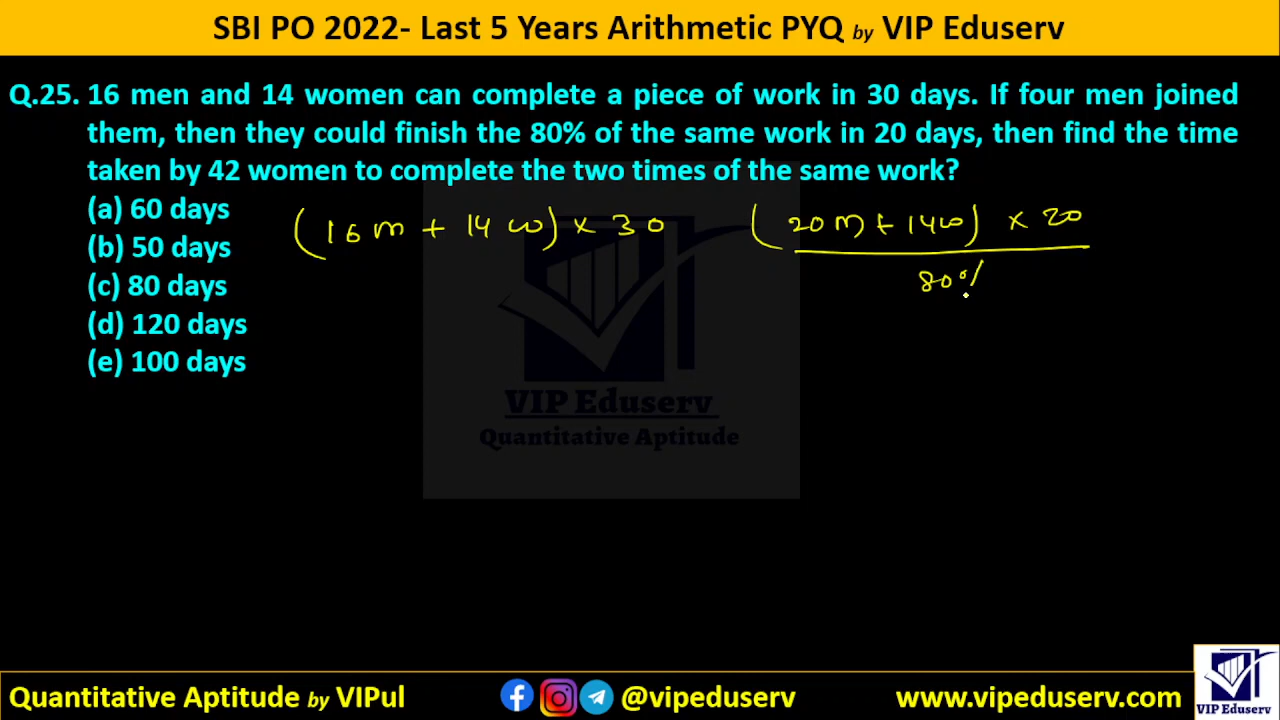 SBI PO 2022- Last 5 Years Arithmetic PYQ by VIP Eduserv
Q.25. 16 men and 14 women can complete a piece of work in 30 days. If four men joined
them, then they could finish the 80% of the same work in 20 days, then find the time
taken by 42 women to complete the two times of the same work?
(a) 60 days
(b) 50 days
(c) 80 days
(d) 120 days
(e) 100 days
(16 m + 14 w) × 30
(20 m + 14w) × 20
80%
VIP Eduserv
Quantitative Aptitude
Quantitative Aptitude by VIPul
@vipeduserv
www.vipeduserv.com
VIP Eduserv